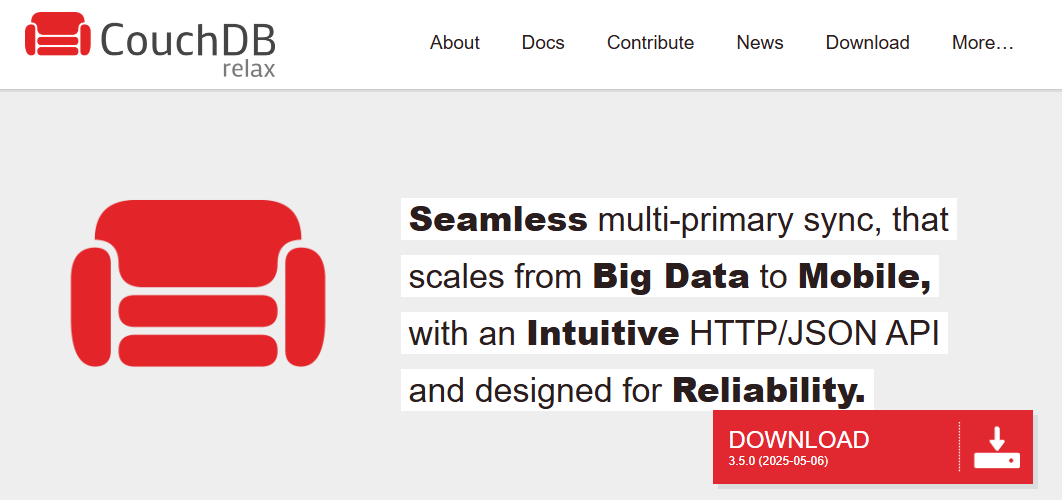 CouchDB
relax
About Docs Contribute News Download More…
Seamless multi-primary sync, that
scales from Big Data to Mobile,
with an Intuitive HTTP/JSON API
and designed for Reliability.
DOWNLOAD
3.5.0 (2025-05-06)